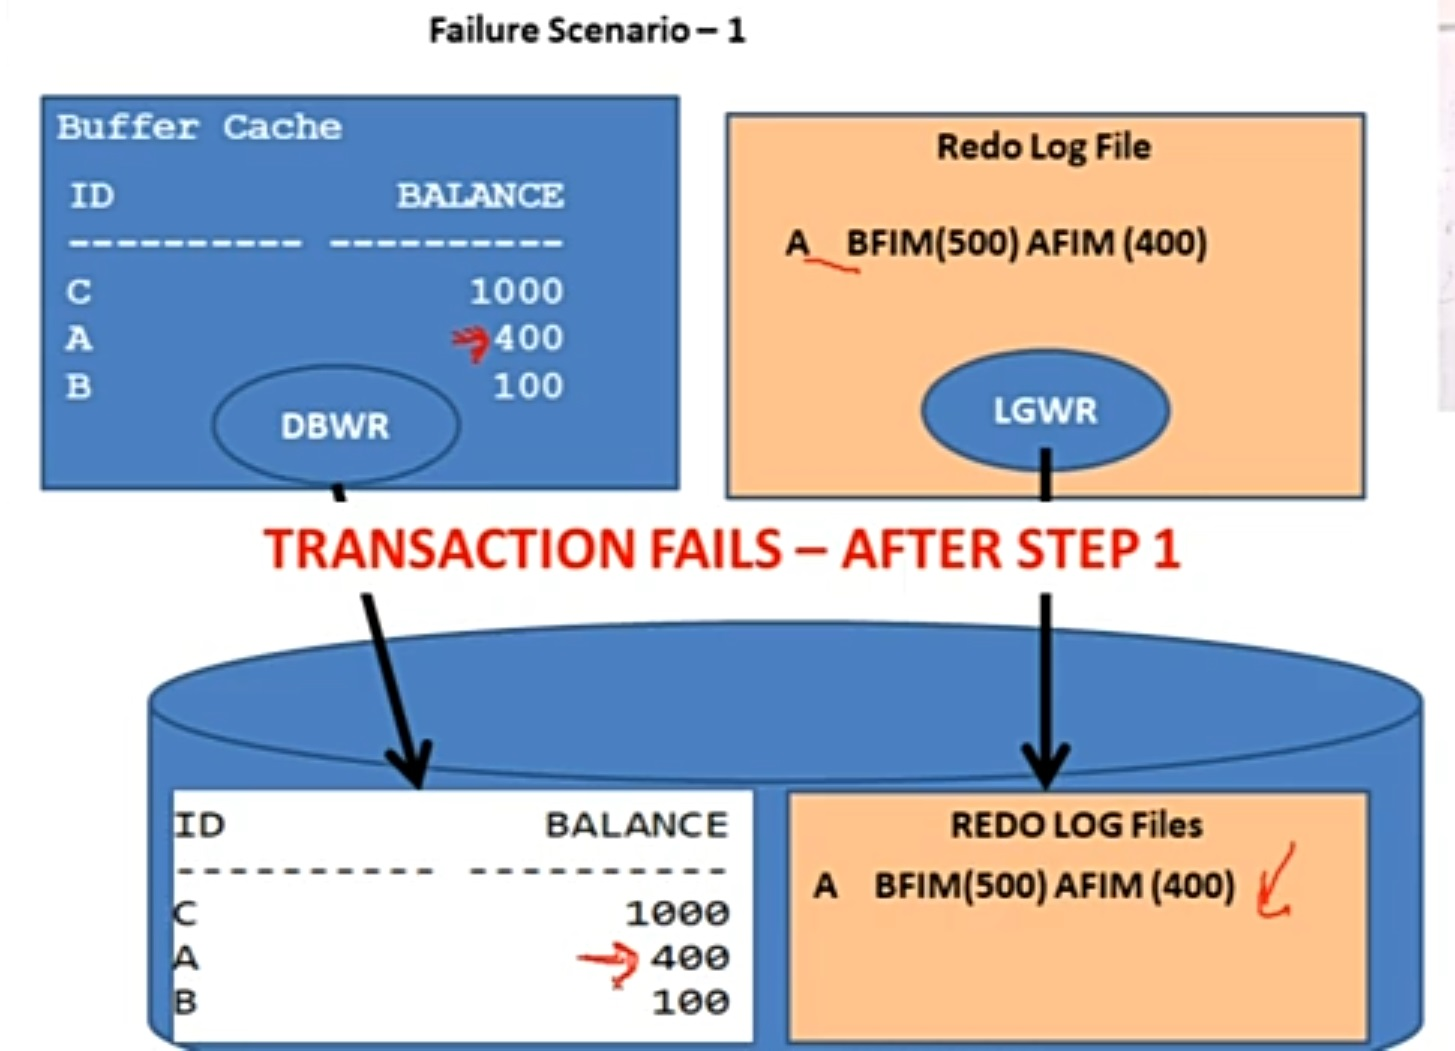 Failure Scenario – 1
Buffer Cache
ID BALANCE
---------- ----------
C 1000
A 400
B 100
DBWR
Redo Log File
A BFIM(500) AFIM (400)
LGWR
TRANSACTION FAILS – AFTER STEP 1
ID BALANCE
---------- ----------
C 1000
A 400
B 100
REDO LOG Files
A BFIM(500) AFIM (400)